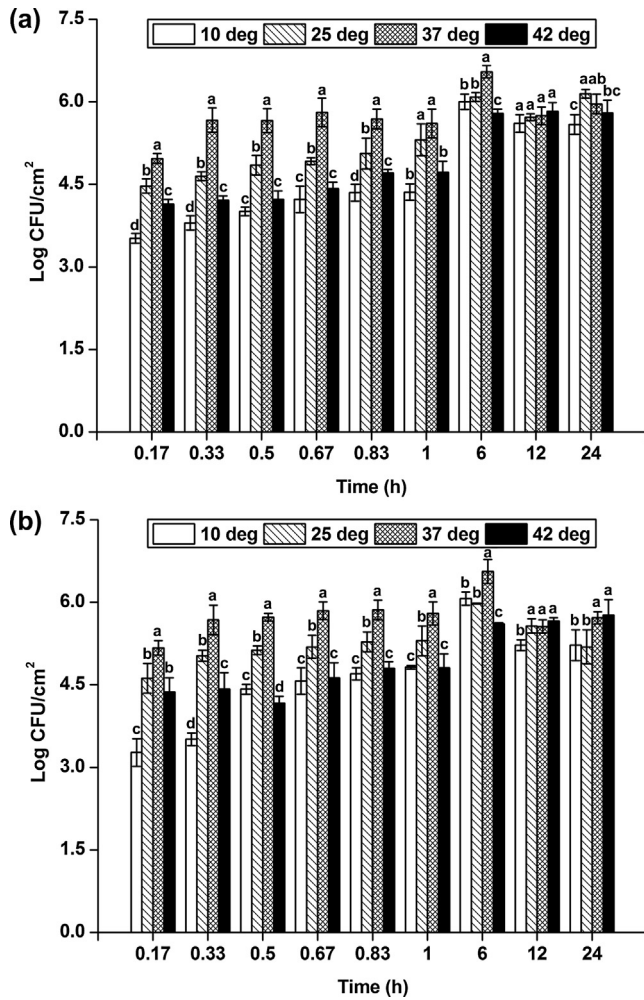 (a)
7.5
10 deg 25 deg 37 deg 42 deg
6.0
4.5
3.0
1.5
0.0
Log CFU/cm²
d b a c
c b a c
c b a c
c b a c
d b a c
b a a b
b b a c
a a a a
c a ab bc
0.17 0.33 0.5 0.67 0.83 1 6 12 24
Time (h)
(b)
7.5
10 deg 25 deg 37 deg 42 deg
6.0
4.5
3.0
1.5
0.0
Log CFU/cm²
c b a b
d b a c
c b a d
c b a c
c b a c
c b a c
b b a c
b a a a
b b a a
0.17 0.33 0.5 0.67 0.83 1 6 12 24
Time (h)